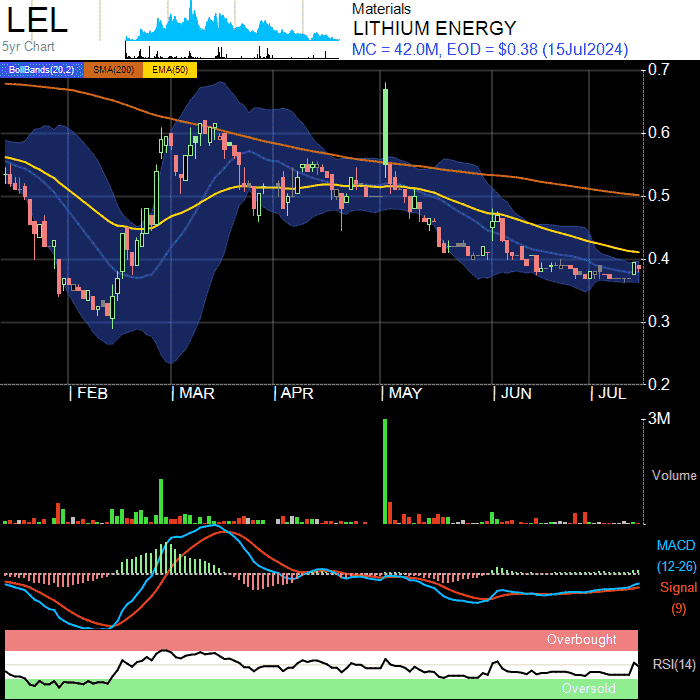 LEL
5yr Chart
Materials
LITHIUM ENERGY
MC = 42.0M, EOD = $0.38 (15Jul2024)
BollBands(20,2) SMA(200) EMA(50)
0.7
0.6
0.5
0.4
0.3
0.2
| FEB | MAR | APR | MAY | JUN | JUL
3M
Volume
MACD
(12-26)
Signal
(9)
Overbought
RSI(14)
Oversold